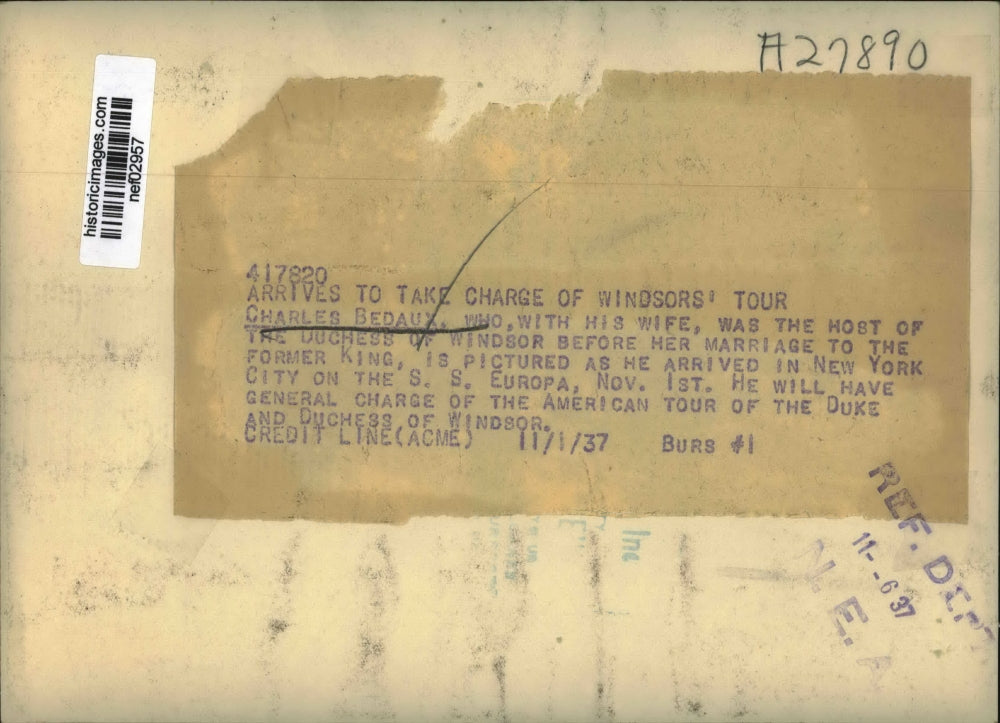 A27890
historicimages.com
nef02957
417820
ARRIVES TO TAKE CHARGE OF WINDSORS' TOUR
CHARLES BEDAUX, WHO, WITH HIS WIFE, WAS THE HOST OF
THE DUCHESS OF WINDSOR BEFORE HER MARRIAGE TO THE
FORMER KING, IS PICTURED AS HE ARRIVED IN NEW YORK
CITY ON THE S. S. EUROPA, NOV. 1ST. HE WILL HAVE
GENERAL CHARGE OF THE AMERICAN TOUR OF THE DUKE
AND DUCHESS OF WINDSOR.
CREDIT LINE(ACME) 11/1/37 BURS #1
Inc
REF. DEPT
11- -6 37
N. E. A